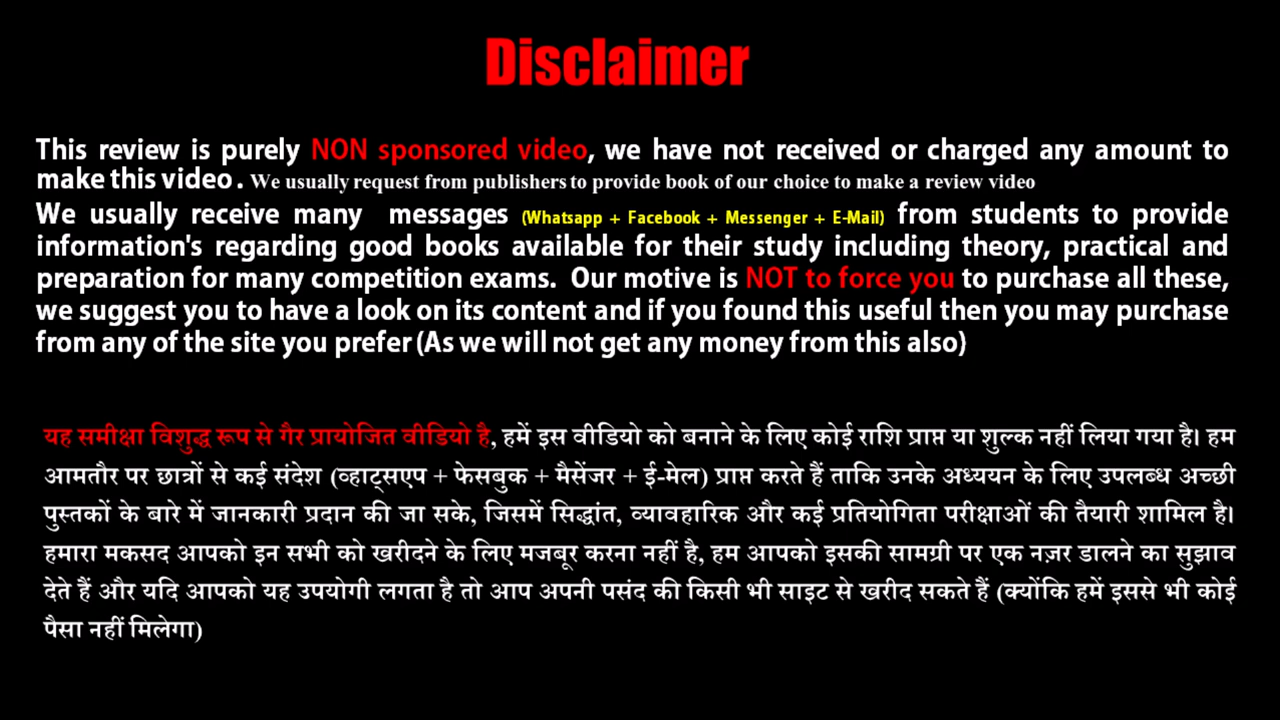 Disclaimer
This review is purely NON sponsored video, we have not received or charged any amount to
make this video . We usually request from publishers to provide book of our choice to make a review video
We usually receive many messages (Whatsapp + Facebook + Messenger + E-Mail) from students to provide
information's regarding good books available for their study including theory, practical and
preparation for many competition exams. Our motive is NOT to force you to purchase all these,
we suggest you to have a look on its content and if you found this useful then you may purchase
from any of the site you prefer (As we will not get any money from this also)
यह समीक्षा विशुद्ध रूप से गैर प्रायोजित वीडियो है, हमें इस वीडियो को बनाने के लिए कोई राशि प्राप्त या शुल्क नहीं लिया गया है। हम
आमतौर पर छात्रों से कई संदेश (व्हाट्सएप + फेसबुक + मैसेंजर + ई-मेल) प्राप्त करते हैं ताकि उनके अध्ययन के लिए उपलब्ध अच्छी
पुस्तकों के बारे में जानकारी प्रदान की जा सके, जिसमें सिद्धांत, व्यावहारिक और कई प्रतियोगिता परीक्षाओं की तैयारी शामिल है।
हमारा मकसद आपको इन सभी को खरीदने के लिए मजबूर करना नहीं है, हम आपको इसकी सामग्री पर एक नज़र डालने का सुझाव
देते हैं और यदि आपको यह उपयोगी लगता है तो आप अपनी पसंद की किसी भी साइट से खरीद सकते हैं (क्योंकि हमें इससे भी कोई
पैसा नहीं मिलेगा)